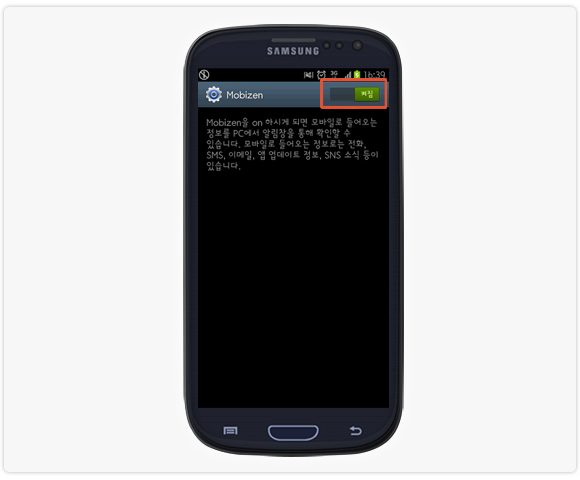 SAMSUNG
3G 16:39
Mobizen
켜짐
Mobizen을 on 하시게 되면 모바일로 들어오는
정보를 PC에서 알림창을 통해 확인할 수
있습니다. 모바일로 들어오는 정보로는 전화,
SMS, 이메일, 앱 업데이트 정보, SNS 소식 등이
있습니다.